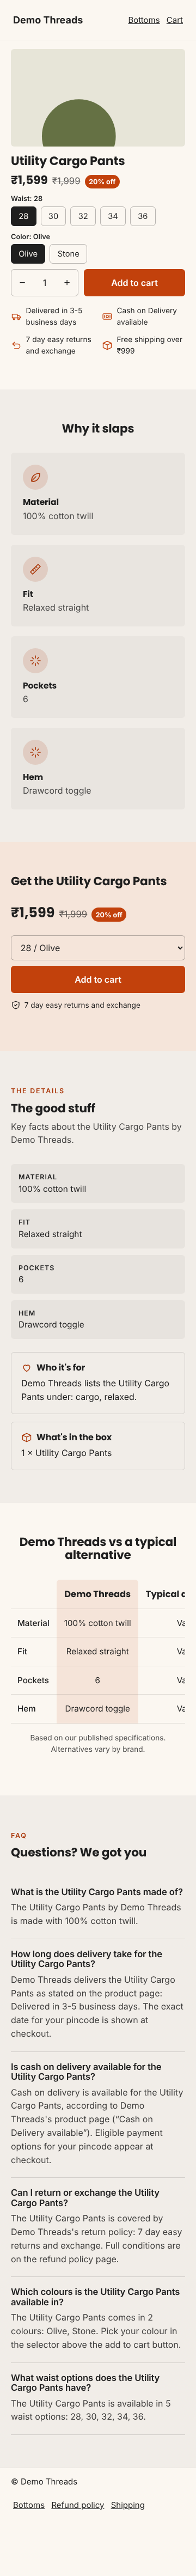 Demo Threads
Bottoms Cart
Utility Cargo Pants
₹1,599 ₹1,999 20% off
Waist: 28
28 30 32 34 36
Color: Olive
Olive Stone
− 1 + Add to cart
Delivered in 3-5
business days
Cash on Delivery
available
7 day easy returns
and exchange
Free shipping over
₹999
Why it slaps
Material
100% cotton twill
Fit
Relaxed straight
Pockets
6
Hem
Drawcord toggle
Get the Utility Cargo Pants
₹1,599 ₹1,999 20% off
28 / Olive
Add to cart
7 day easy returns and exchange
THE DETAILS
The good stuff
Key facts about the Utility Cargo Pants by
Demo Threads.
MATERIAL
100% cotton twill
FIT
Relaxed straight
POCKETS
6
HEM
Drawcord toggle
Who it's for
Demo Threads lists the Utility Cargo
Pants under: cargo, relaxed.
What's in the box
1 × Utility Cargo Pants
Demo Threads vs a typical
alternative
Demo Threads Typical a
Material 100% cotton twill Va
Fit Relaxed straight Va
Pockets 6 Va
Hem Drawcord toggle Va
Based on our published specifications.
Alternatives vary by brand.
FAQ
Questions? We got you
What is the Utility Cargo Pants made of?
The Utility Cargo Pants by Demo Threads
is made with 100% cotton twill.
How long does delivery take for the
Utility Cargo Pants?
Demo Threads delivers the Utility Cargo
Pants as stated on the product page:
Delivered in 3-5 business days. The exact
date for your pincode is shown at
checkout.
Is cash on delivery available for the
Utility Cargo Pants?
Cash on delivery is available for the Utility
Cargo Pants, according to Demo
Threads's product page (“Cash on
Delivery available”). Eligible payment
options for your pincode appear at
checkout.
Can I return or exchange the Utility
Cargo Pants?
The Utility Cargo Pants is covered by
Demo Threads's return policy: 7 day easy
returns and exchange. Full conditions are
on the refund policy page.
Which colours is the Utility Cargo Pants
available in?
The Utility Cargo Pants comes in 2
colours: Olive, Stone. Pick your colour in
the selector above the add to cart button.
What waist options does the Utility
Cargo Pants have?
The Utility Cargo Pants is available in 5
waist options: 28, 30, 32, 34, 36.
© Demo Threads
Bottoms Refund policy Shipping